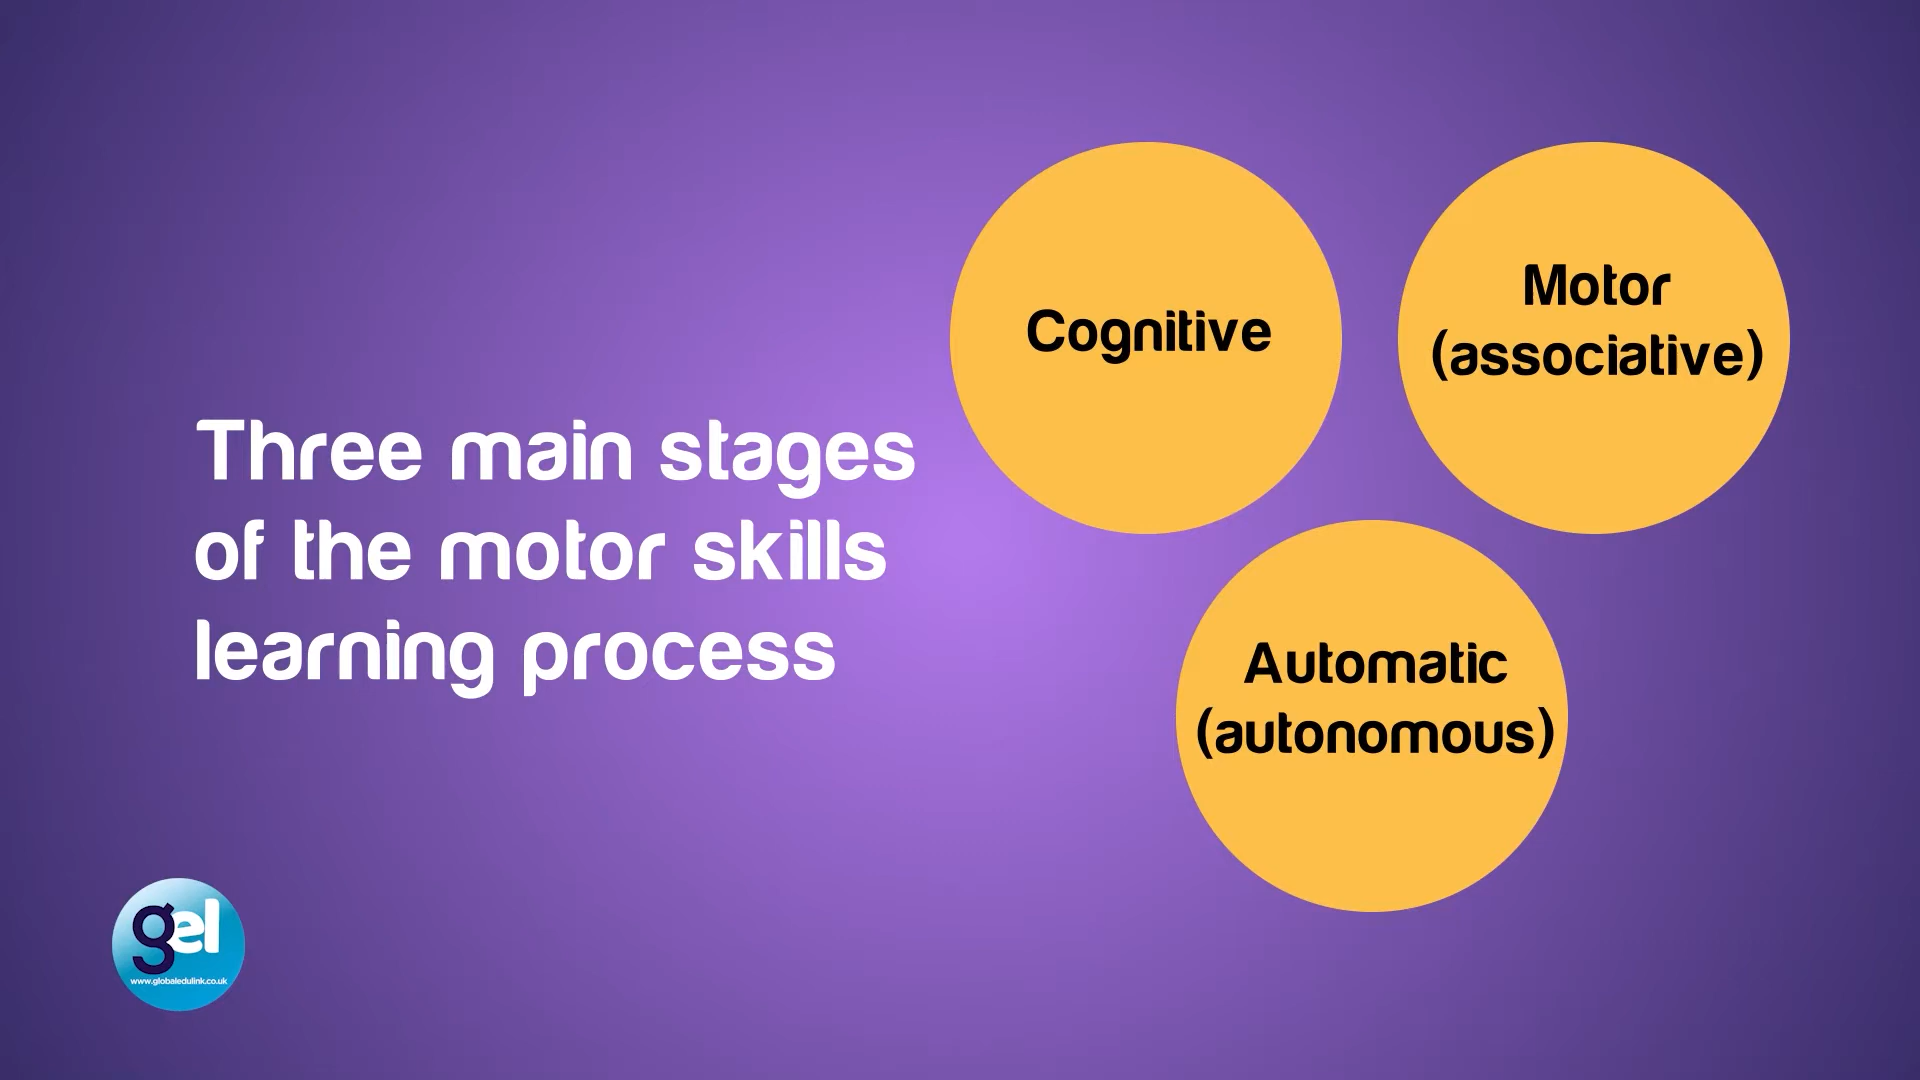 Three main stages
of the motor skills
learning process
Cognitive
Motor
(associative)
Automatic
(autonomous)
gel
www.globaledulink.co.uk